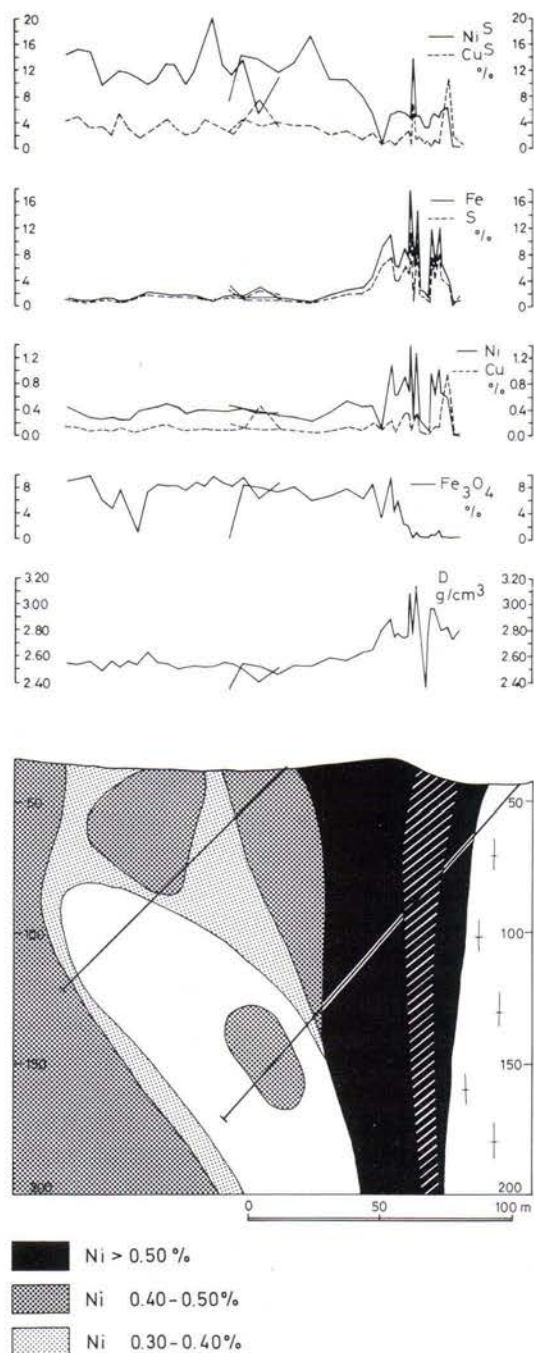 20 20
16 16
12 12
8 8
4 4
0 0
Ni^S
Cu^S
%
16 16
12 12
8 8
4 4
0 0
Fe
S
%
1.2 1.2
0.8 0.8
0.4 0.4
0.0 0.0
Ni
Cu
%
8 8
4 4
0 0
Fe₃O₄
%
3.20 3.20
3.00 3.00
2.80 2.80
2.60 2.60
2.40 2.40
D
g/cm³
50 50
100
150
200
0 50 100 m
Ni > 0.50 %
Ni 0.40-0.50%
Ni 0.30-0.40%